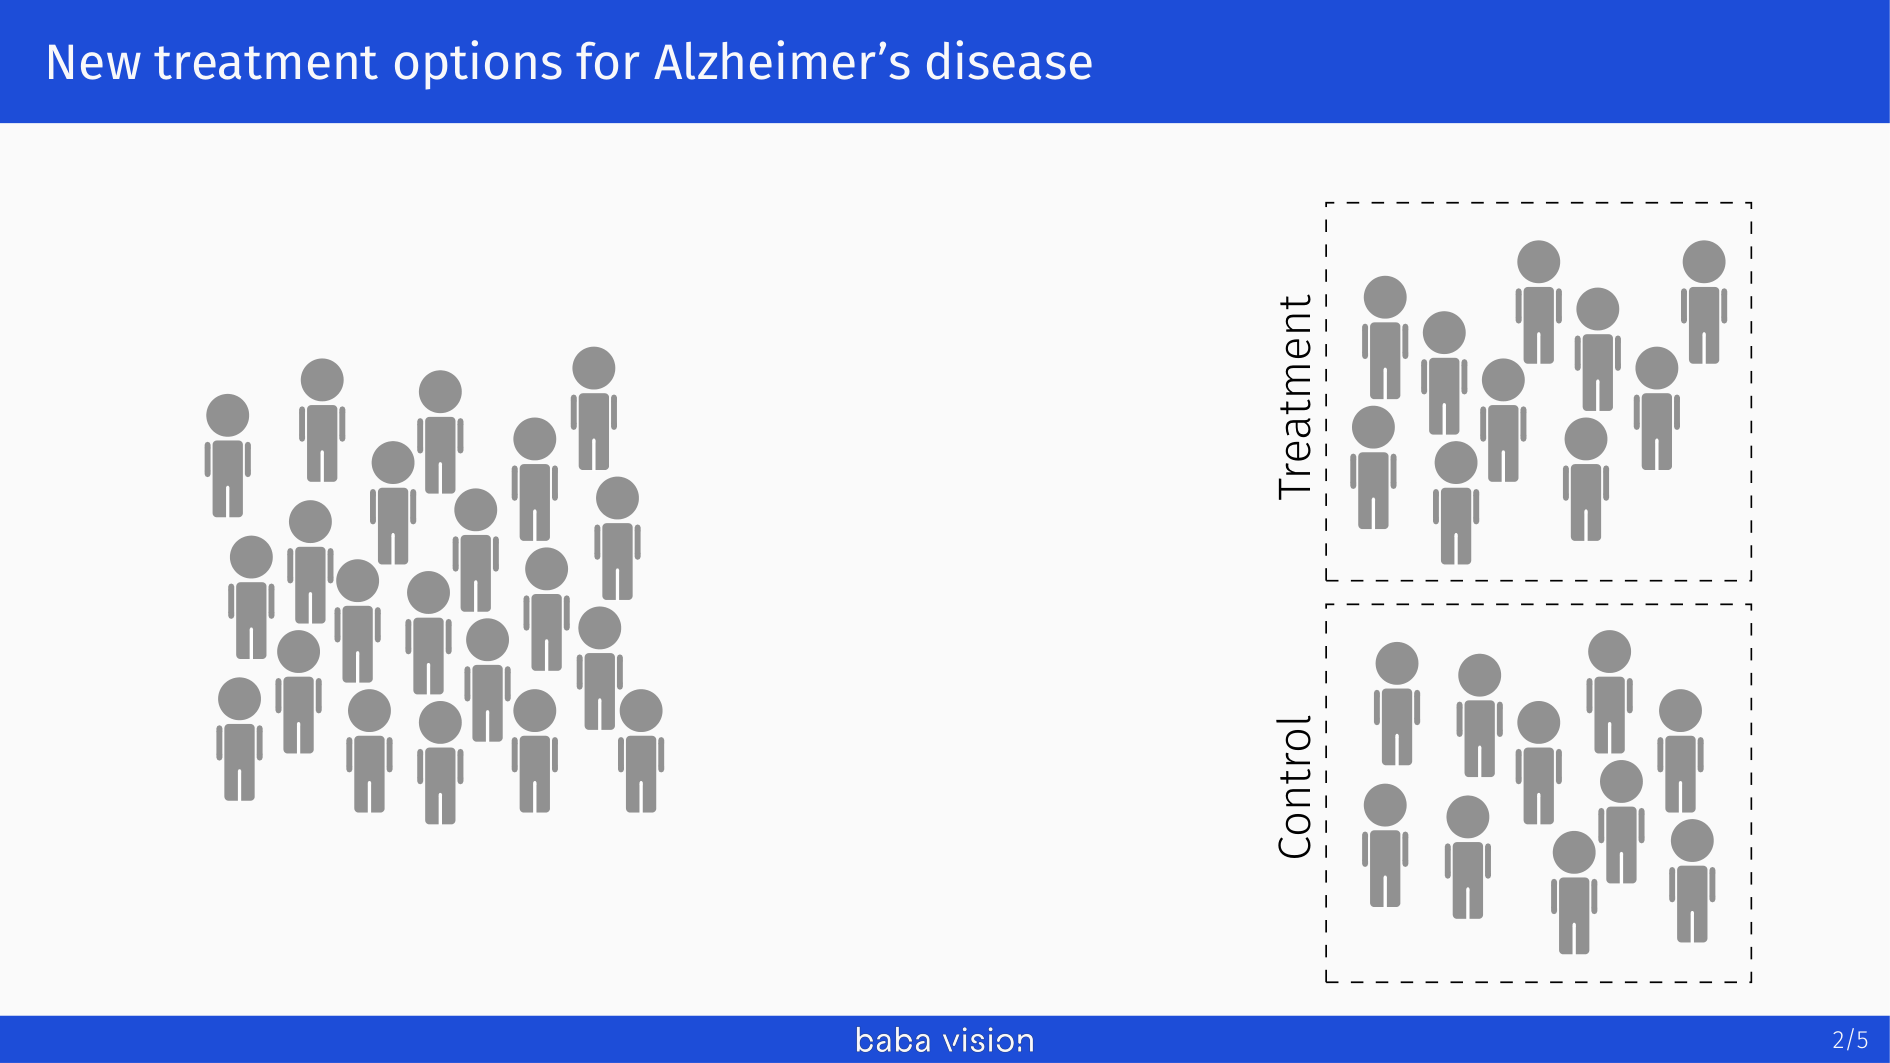 New treatment options for Alzheimer’s disease
Treatment
Control
baba vision
2/5